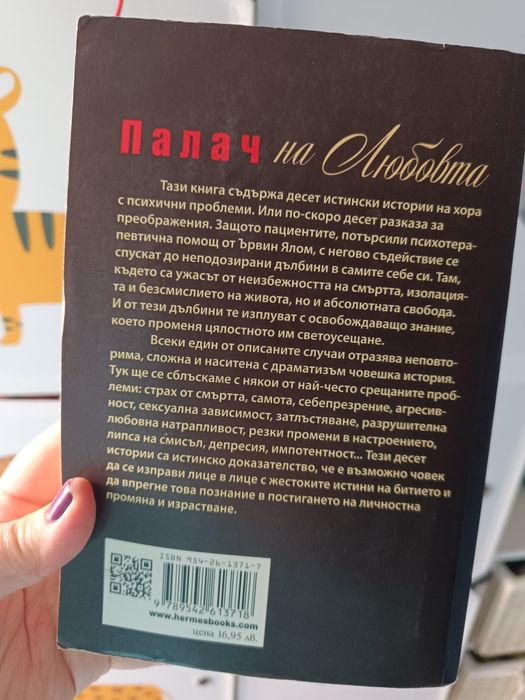 Палач на Любовта
Тази книга съдържа десет истински истории на хора
с психични проблеми. Или по-скоро десет разказа за
преображения. Защото пациентите, потърсили психотера-
певтична помощ от Ървин Ялом, с негово съдействие се
спускат до неподозирани дълбини в самите себе си. Там,
където са ужасът от неизбежността на смъртта, изолация-
та и безсмислието на живота, но и абсолютната свобода.
И от тези дълбини те изплуват с освобождаващо знание,
което променя цялостното им светоусещане.
Всеки един от описаните случаи отразява неповто-
рима, сложна и наситена с драматизъм човешка история.
Тук ще се сблъскаме с някои от най-често срещаните проб-
леми: страх от смъртта, самота, себепрезрение, агресив-
ност, сексуална зависимост, затлъстяване, разрушителна
любовна натрапливост, резки промени в настроението,
липса на смисъл, депресия, импотентност... Тези десет
истории са истинско доказателство, че е възможно човек
да се изправи лице в лице с жестоките истини на битието и
да впрегне това познание в постигането на личностна
промяна и израстване.
ISBN 954-26-1371-7
9 789542 613718
www.hermesbooks.com
цена 16,95 лв.